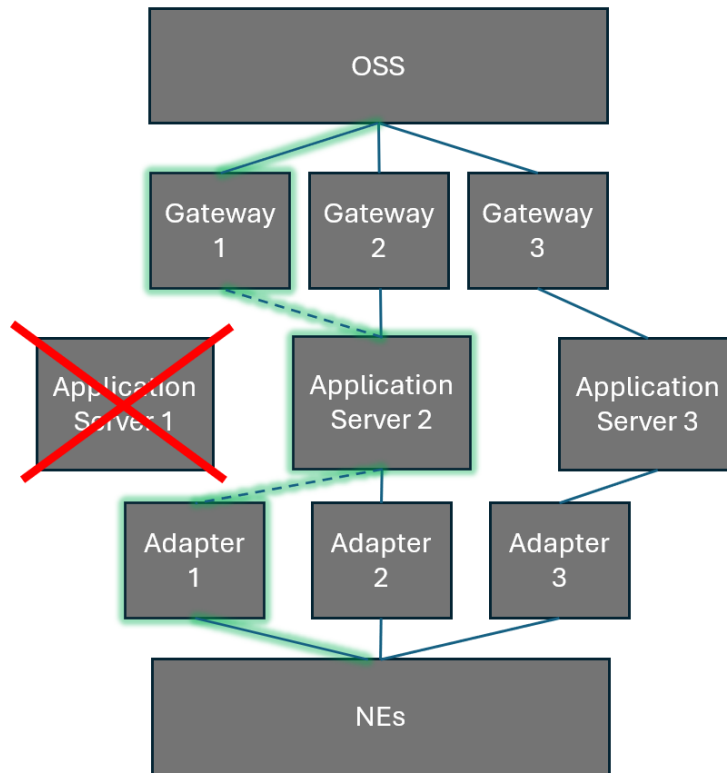 OSS
Gateway
1
Gateway
2
Gateway
3
Application
Server 1
Application
Server 2
Application
Server 3
Adapter
1
Adapter
2
Adapter
3
NEs